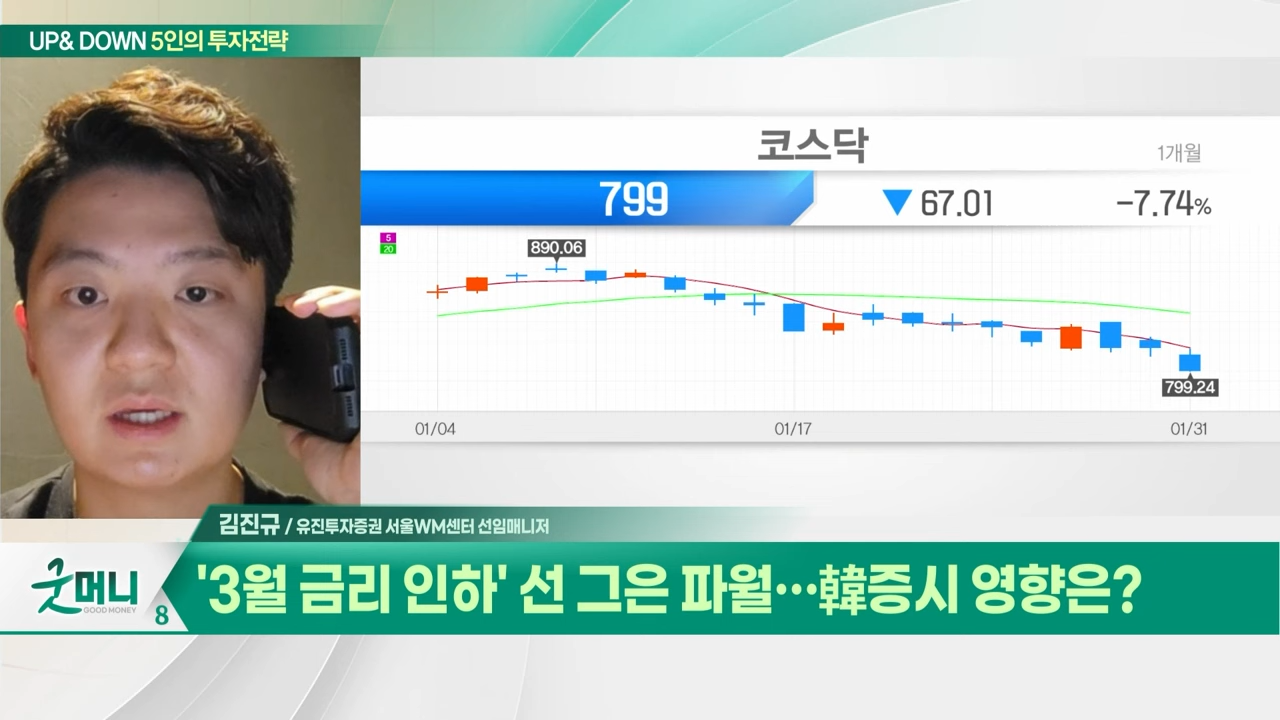 UP& DOWN 5인의 투자전략
코스닥
1개월
799 ▼ 67.01 -7.74%
5
20
890.06
799.24
01/04 01/17 01/31
김진규 / 유진투자증권 서울WM센터 선임매니저
굿머니
GOOD MONEY
8
'3월 금리 인하' 선 그은 파월…韓증시 영향은?